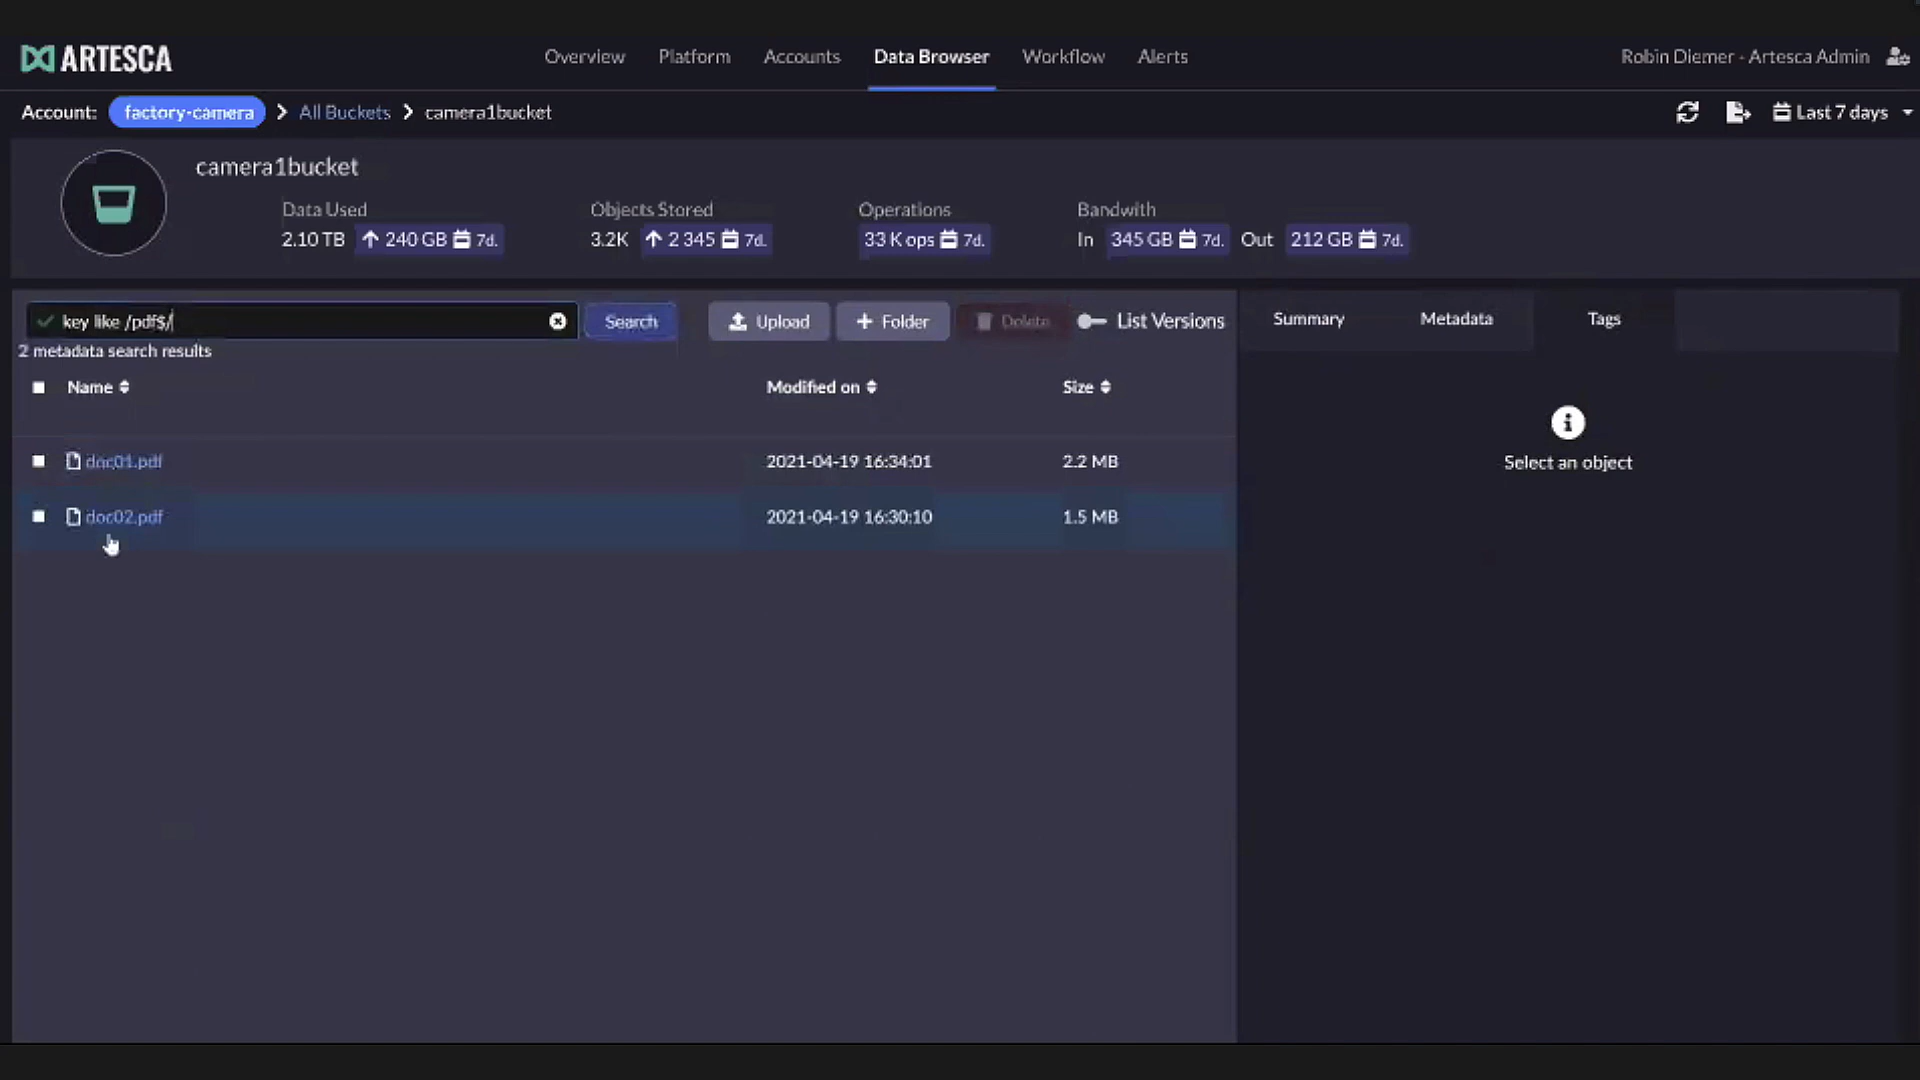 ARTESCA
Overview Platform Accounts Data Browser Workflow Alerts
Robin Diemer - Artesca Admin
Account: factory-camera > All Buckets > camera1bucket
Last 7 days
camera1bucket
Data Used Objects Stored Operations Bandwith
2.10 TB ↑ 240 GB 7d. 3.2K ↑ 2 345 7d. 33 K ops 7d. In 345 GB 7d. Out 212 GB 7d.
key like /pdf$/ Search Upload + Folder Delete List Versions
Summary Metadata Tags
2 metadata search results
Name Modified on Size
doc01.pdf 2021-04-19 16:34:01 2.2 MB
doc02.pdf 2021-04-19 16:30:10 1.5 MB
Select an object